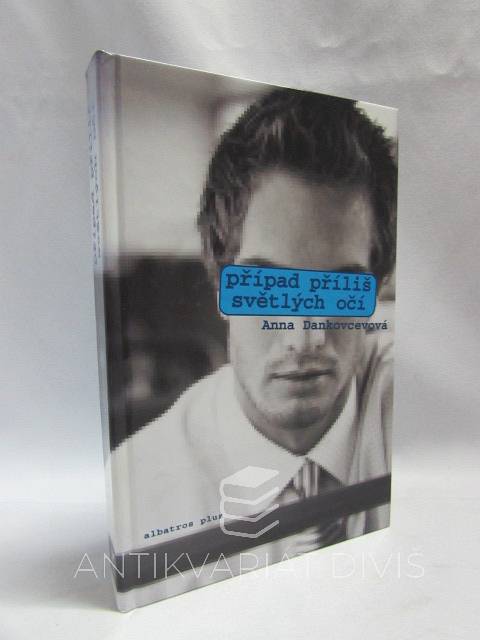 případ příliš
světlých očí
Anna Dankovcevová
albatros plus
ANTIKVARIÁT DIVIŠ